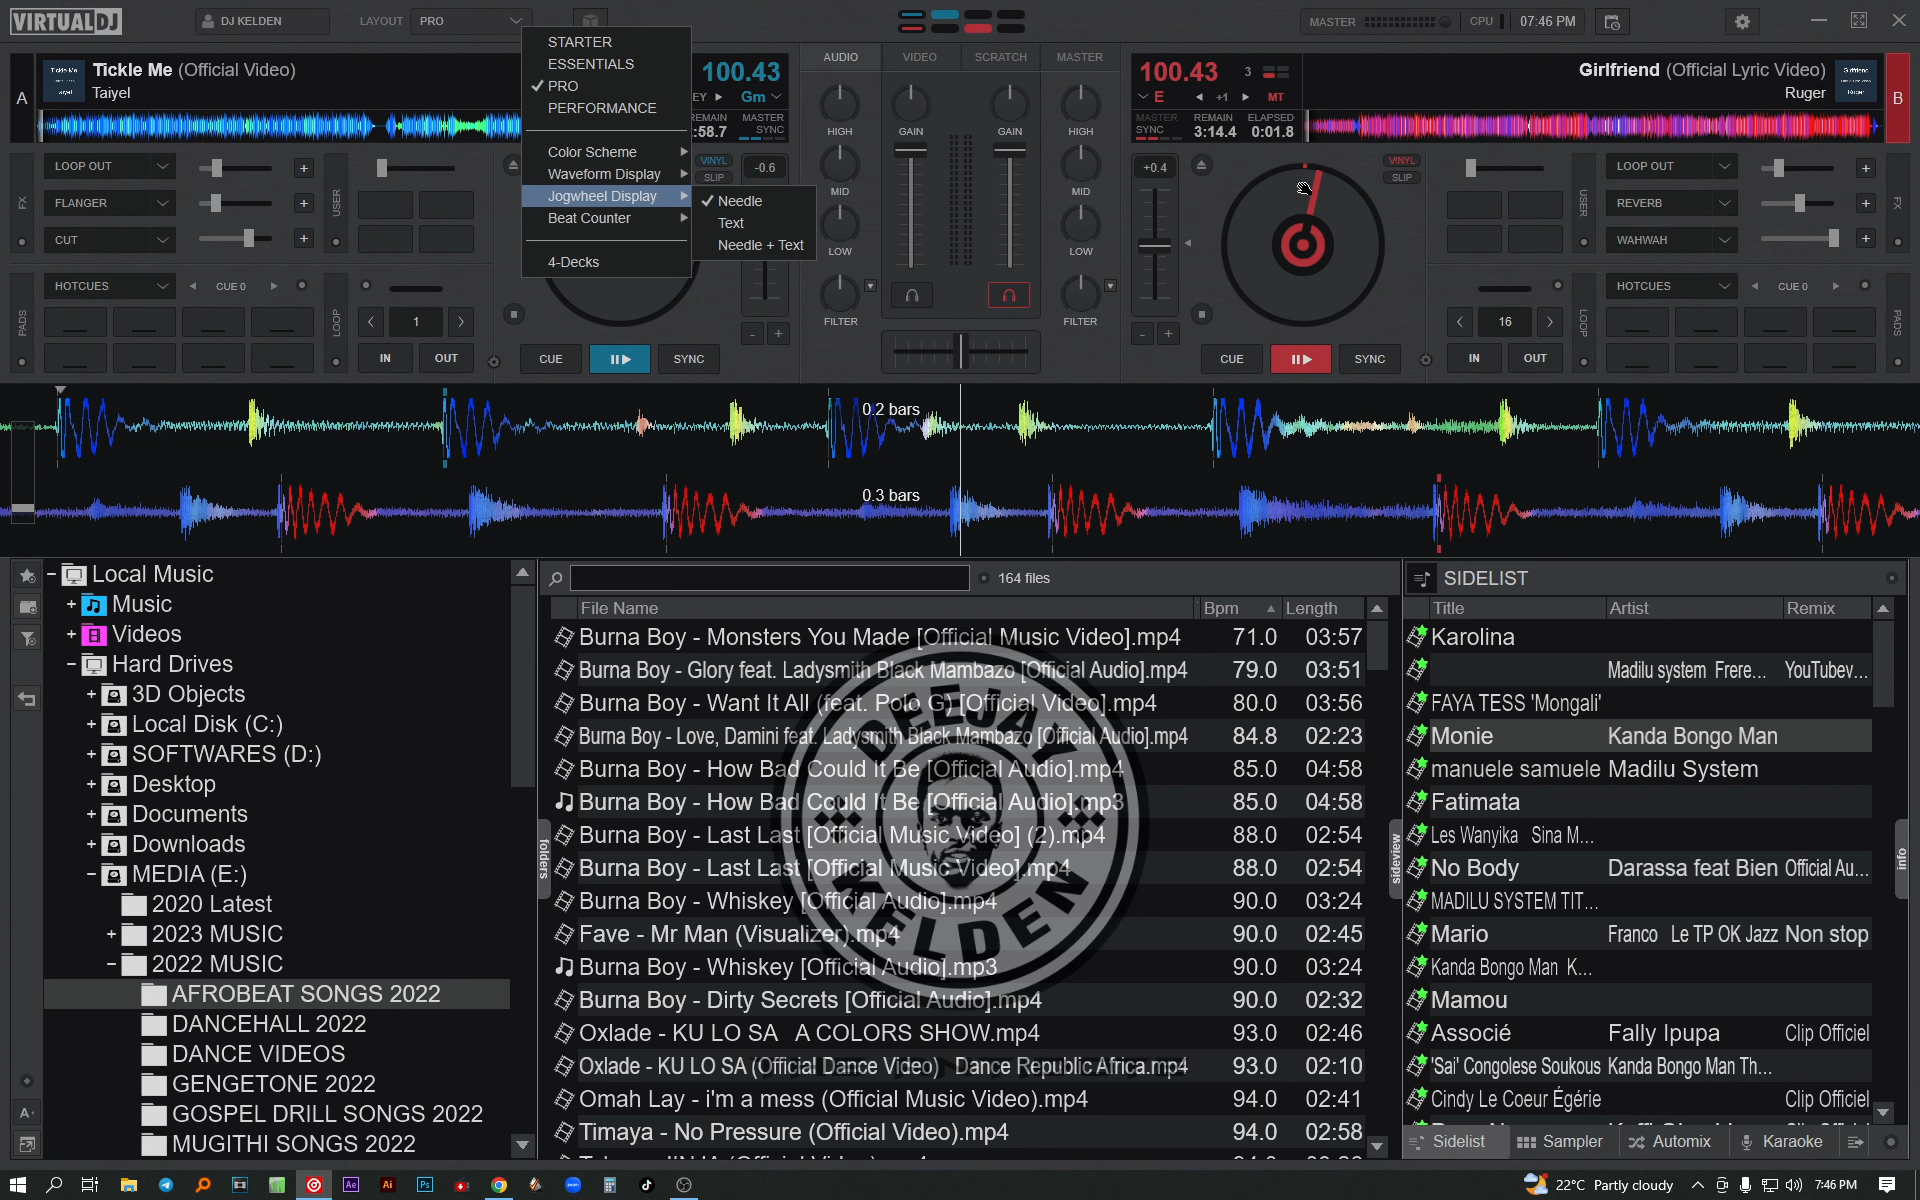 VIRTUALDJ DJ KELDEN LAYOUT PRO MASTER CPU 07:46 PM
STARTER
ESSENTIALS
PRO
PERFORMANCE
Color Scheme
Waveform Display
Jogwheel Display
Beat Counter
4-Decks
Needle
Text
Needle + Text
A
Tickle Me (Official Video)
Taiyel
100.43
EY Gm
REMAIN MASTER
:58.7 SYNC
AUDIO VIDEO SCRATCH MASTER
HIGH GAIN GAIN HIGH
MID MID
LOW LOW
FILTER FILTER
100.43 3
E +1 MT
MASTER REMAIN ELAPSED
SYNC 3:14.4 0:01.8
Girlfriend (Official Lyric Video)
Ruger
B
FX LOOP OUT
FLANGER
CUT
USER
VINYL
SLIP
-0.6
+0.4
VINYL
SLIP
USER
LOOP OUT
REVERB
WAHWAH
FX
PADS HOTCUES CUE 0
LOOP 1
IN OUT
CUE SYNC
- +
- +
CUE SYNC
16
IN OUT
LOOP HOTCUES CUE 0
PADS
0.2 bars
0.3 bars
Local Music
Music
Videos
Hard Drives
3D Objects
Local Disk (C:)
SOFTWARES (D:)
Desktop
Documents
Downloads
MEDIA (E:)
2020 Latest
2023 MUSIC
2022 MUSIC
AFROBEAT SONGS 2022
DANCEHALL 2022
DANCE VIDEOS
GENGETONE 2022
GOSPEL DRILL SONGS 2022
MUGITHI SONGS 2022
folders
164 files
File Name Bpm Length
Burna Boy - Monsters You Made [Official Music Video].mp4 71.0 03:57
Burna Boy - Glory feat. Ladysmith Black Mambazo [Official Audio].mp4 79.0 03:51
Burna Boy - Want It All (feat. Polo G) [Official Video].mp4 80.0 03:56
Burna Boy - Love, Damini feat. Ladysmith Black Mambazo [Official Audio].mp4 84.8 02:23
Burna Boy - How Bad Could It Be [Official Audio].mp4 85.0 04:58
Burna Boy - How Bad Could It Be [Official Audio].mp3 85.0 04:58
Burna Boy - Last Last [Official Music Video] (2).mp4 88.0 02:54
Burna Boy - Last Last [Official Music Video].mp4 88.0 02:54
Burna Boy - Whiskey [Official Audio].mp4 90.0 03:24
Fave - Mr Man (Visualizer).mp4 90.0 02:45
Burna Boy - Whiskey [Official Audio].mp3 90.0 03:24
Burna Boy - Dirty Secrets [Official Audio].mp4 90.0 02:32
Oxlade - KU LO SA A COLORS SHOW.mp4 93.0 02:46
Oxlade - KU LO SA (Official Dance Video) Dance Republic Africa.mp4 93.0 02:10
Omah Lay - i'm a mess (Official Music Video).mp4 94.0 02:41
Timaya - No Pressure (Official Video).mp4 94.0 02:58
DEEJAY
KELDEN
sideview
SIDELIST
Title Artist Remix
Karolina
Madilu system Frere... YouTubev...
FAYA TESS 'Mongali'
Monie Kanda Bongo Man
manuele samuele Madilu System
Fatimata
Les Wanyika Sina M...
No Body Darassa feat Bien Official Au...
MADILU SYSTEM TIT...
Mario Franco Le TP OK Jazz Non stop
Kanda Bongo Man K...
Mamou
Associé Fally Ipupa Clip Officiel
'Sai' Congolese Soukous Kanda Bongo Man Th...
Cindy Le Coeur Égérie Clip Officiel
info
Sidelist Sampler Automix Karaoke
22°C Partly cloudy 7:46 PM